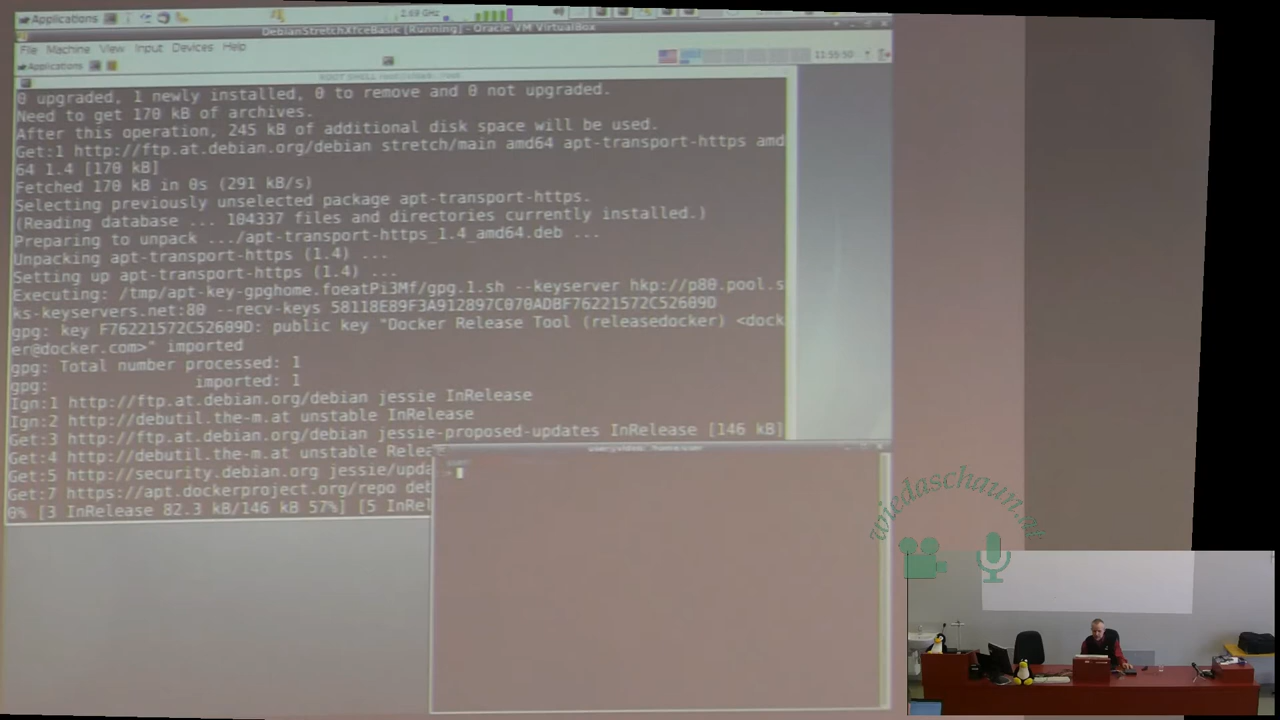 Applications
2.69 GHz
DebianStretchXfceBasic [Running] - Oracle VM VirtualBox
File Machine View Input Devices Help
Applications
11:55:50
0 upgraded, 1 newly installed, 0 to remove and 0 not upgraded.
Need to get 170 kB of archives.
After this operation, 245 kB of additional disk space will be used.
Get:1 http://ftp.at.debian.org/debian stretch/main amd64 apt-transport-https amd
64 1.4 [170 kB]
Fetched 170 kB in 0s (291 kB/s)
Selecting previously unselected package apt-transport-https.
(Reading database ... 104337 files and directories currently installed.)
Preparing to unpack .../apt-transport-https_1.4_amd64.deb ...
Unpacking apt-transport-https (1.4) ...
Setting up apt-transport-https (1.4) ...
Executing: /tmp/apt-key-gpghome.foeatPi3Mf/gpg.1.sh --keyserver hkp://p80.pool.s
ks-keyservers.net:80 --recv-keys 58118E89F3A912897C070ADBF76221572C52609D
gpg: key F76221572C52609D: public key "Docker Release Tool (releasedocker) <dock
er@docker.com>" imported
gpg: Total number processed: 1
gpg: imported: 1
Ign:1 http://ftp.at.debian.org/debian jessie InRelease
Ign:2 http://debutil.the-m.at unstable InRelease
Get:3 http://ftp.at.debian.org/debian jessie-proposed-updates InRelease [146 kB]
Get:4 http://debutil.the-m.at unstable Relea
Get:5 http://security.debian.org jessie/upda
Get:7 https://apt.dockerproject.org/repo deb
0% [3 InRelease 82.3 kB/146 kB 57%] [5 InRel
wiedaschaun.at